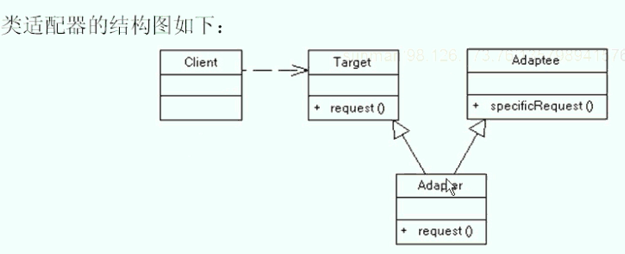 类适配器的结构图如下：
Client
Target
Adaptee
+ request()
+ specificRequest()
Adapter
+ request()